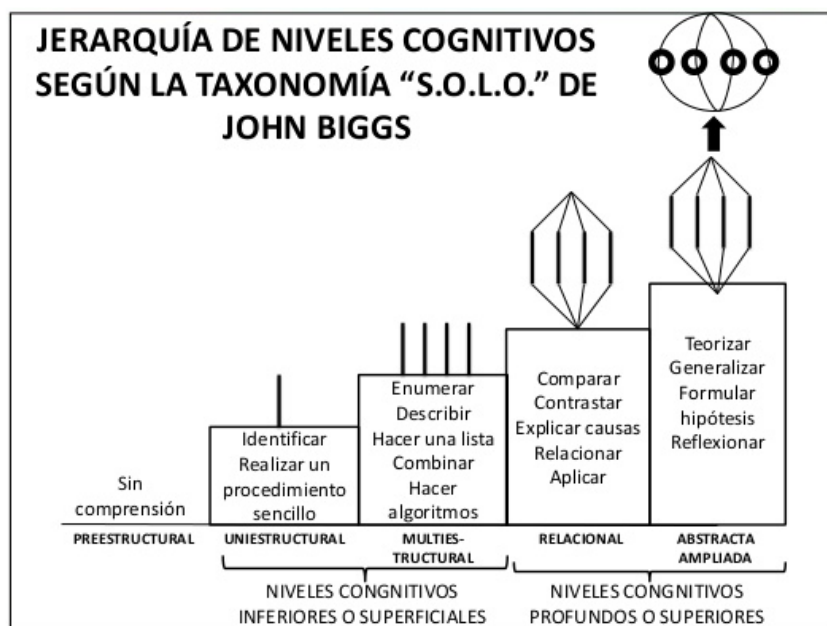 JERARQUÍA DE NIVELES COGNITIVOS
SEGÚN LA TAXONOMÍA “S.O.L.O.” DE
JOHN BIGGS
Sin
comprensión
PREESTRUCTURAL
Identificar
Realizar un
procedimiento
sencillo
UNIESTRUCTURAL
Enumerar
Describir
Hacer una lista
Combinar
Hacer
algoritmos
MULTIES-
TRUCTURAL
Comparar
Contrastar
Explicar causas
Relacionar
Aplicar
RELACIONAL
Teorizar
Generalizar
Formular
hipótesis
Reflexionar
ABSTRACTA
AMPLIADA
NIVELES CONGNITIVOS
INFERIORES O SUPERFICIALES
NIVELES CONGNITIVOS
PROFUNDOS O SUPERIORES